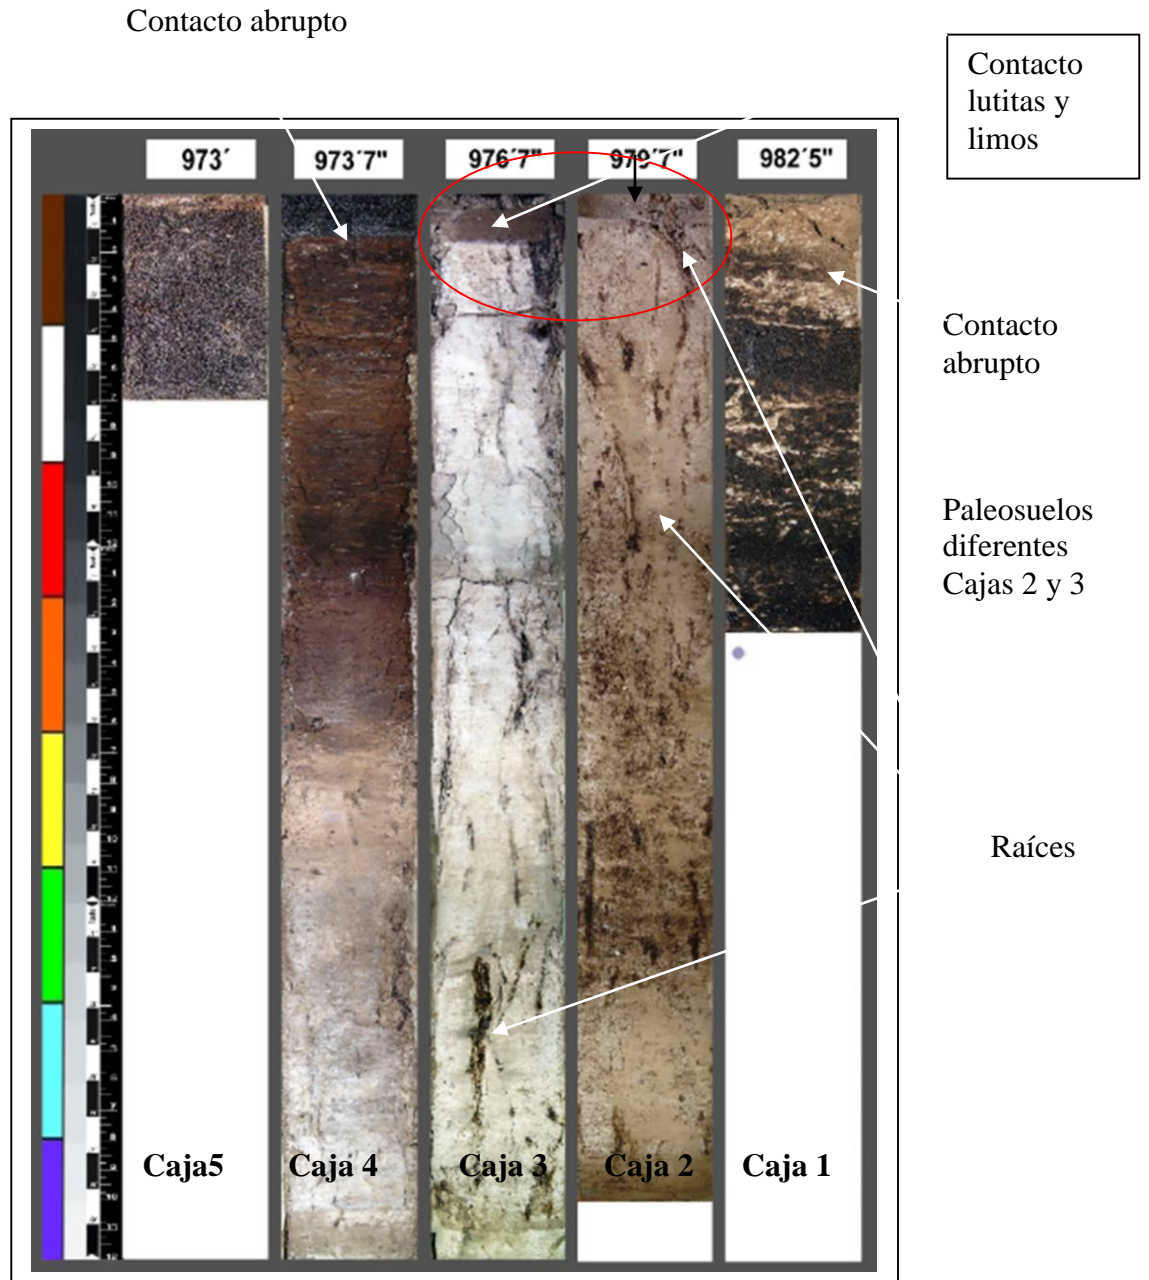 Contacto abrupto
Contacto
lutitas y
limos
973´
973´7"
976´7"
979´7"
982´5"
Contacto
abrupto
Paleosuelos
diferentes
Cajas 2 y 3
Raíces
Caja5
Caja 4
Caja 3
Caja 2
Caja 1